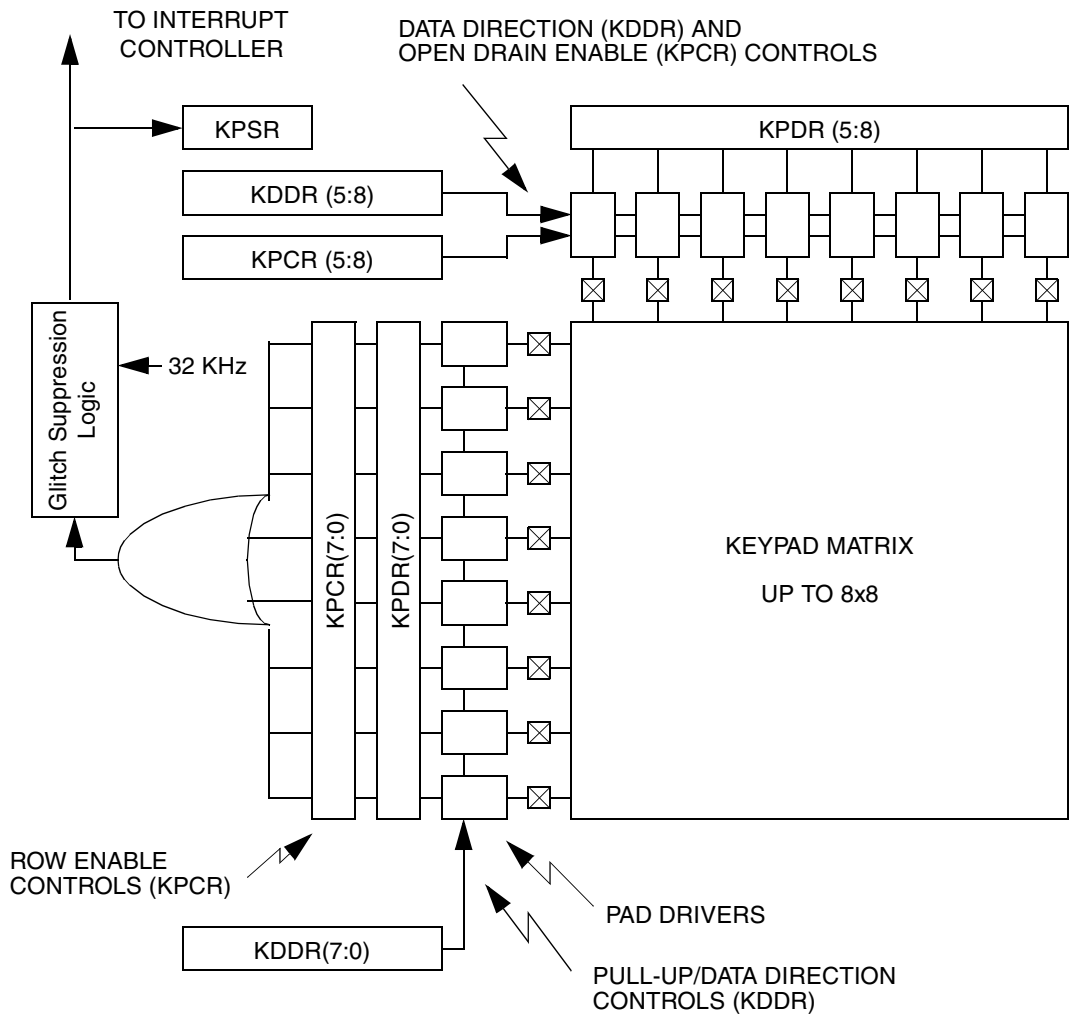 TO INTERRUPT
CONTROLLER
DATA DIRECTION (KDDR) AND
OPEN DRAIN ENABLE (KPCR) CONTROLS
KPSR
KPDR (5:8)
KDDR (5:8)
KPCR (5:8)
Glitch Suppression
Logic
32 KHz
KPCR(7:0)
KPDR(7:0)
KEYPAD MATRIX
UP TO 8x8
ROW ENABLE
CONTROLS (KPCR)
PAD DRIVERS
KDDR(7:0)
PULL-UP/DATA DIRECTION
CONTROLS (KDDR)